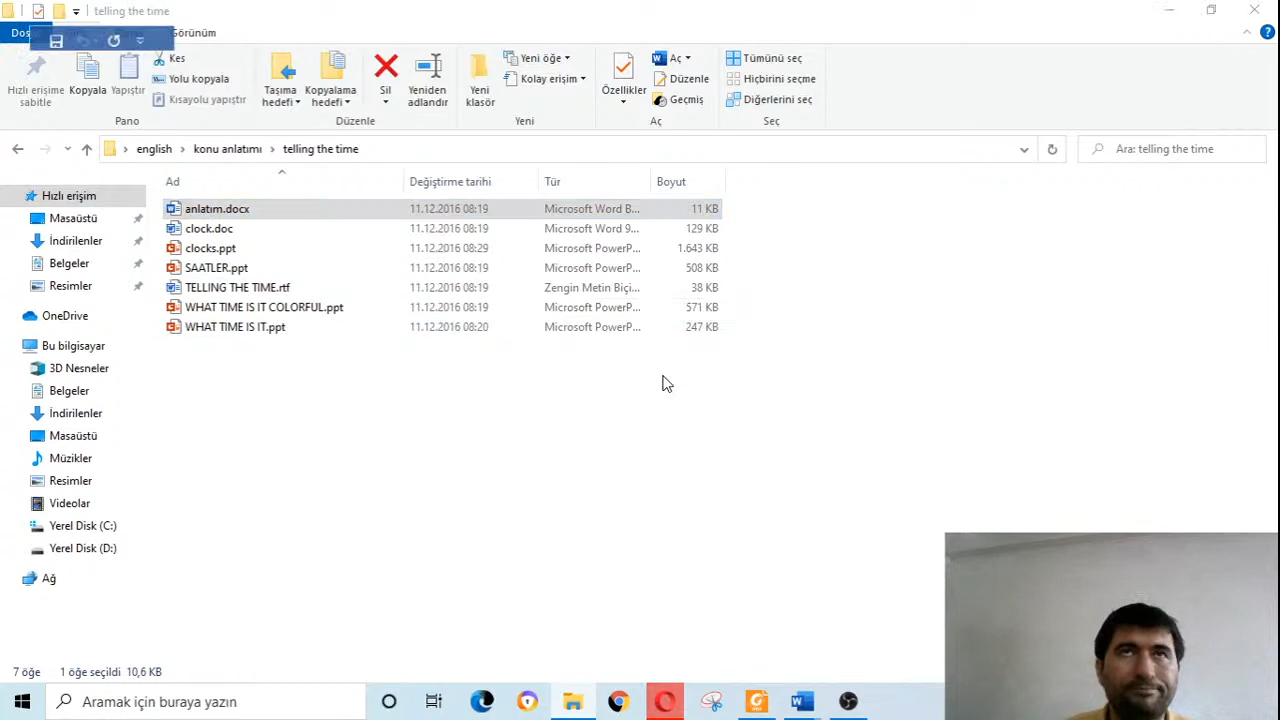 telling the time
Dos
Görünüm
Hızlı erişime sabitle
Kopyala
Yapıştır
Kes
Yolu kopyala
Kısayolu yapıştır
Pano
Taşıma hedefi
Kopyalama hedefi
Sil
Yeniden adlandır
Düzenle
Yeni klasör
Yeni öğe
Kolay erişim
Yeni
Özellikler
Aç
Düzenle
Geçmiş
Aç
Tümünü seç
Hiçbirini seçme
Diğerlerini seç
Seç
english > konu anlatımı > telling the time
Ara: telling the time
Ad Değiştirme tarihi Tür Boyut
anlatım.docx 11.12.2016 08:19 Microsoft Word B... 11 KB
clock.doc 11.12.2016 08:19 Microsoft Word 9... 129 KB
clocks.ppt 11.12.2016 08:29 Microsoft PowerP... 1.643 KB
SAATLER.ppt 11.12.2016 08:19 Microsoft PowerP... 508 KB
TELLING THE TIME.rtf 11.12.2016 08:19 Zengin Metin Biçi... 38 KB
WHAT TIME IS IT COLORFUL.ppt 11.12.2016 08:19 Microsoft PowerP... 571 KB
WHAT TIME IS IT.ppt 11.12.2016 08:20 Microsoft PowerP... 247 KB
Hızlı erişim
Masaüstü
İndirilenler
Belgeler
Resimler
OneDrive
Bu bilgisayar
3D Nesneler
Belgeler
İndirilenler
Masaüstü
Müzikler
Resimler
Videolar
Yerel Disk (C:)
Yerel Disk (D:)
Ağ
7 öğe 1 öğe seçildi 10,6 KB
Aramak için buraya yazın